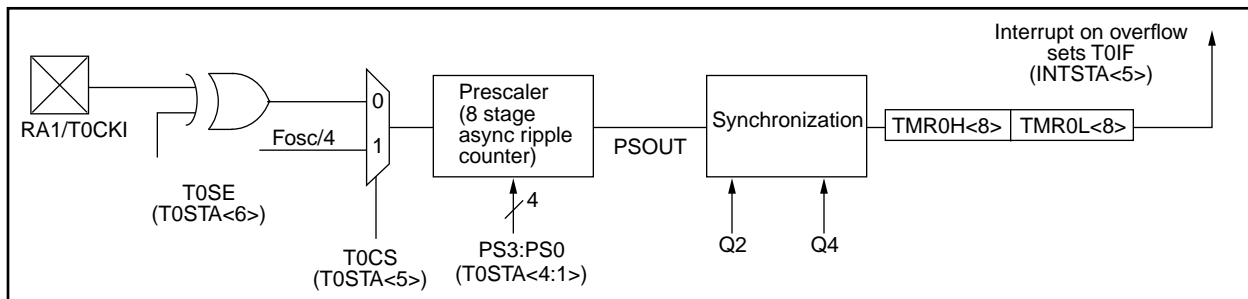 Interrupt on overflow
sets T0IF
(INTSTA<5>)
RA1/T0CKI
0
1
Fosc/4
Prescaler
(8 stage
async ripple
counter)
PSOUT
Synchronization
TMR0H<8>
TMR0L<8>
T0SE
(T0STA<6>)
4
T0CS
(T0STA<5>)
PS3:PS0
(T0STA<4:1>)
Q2
Q4